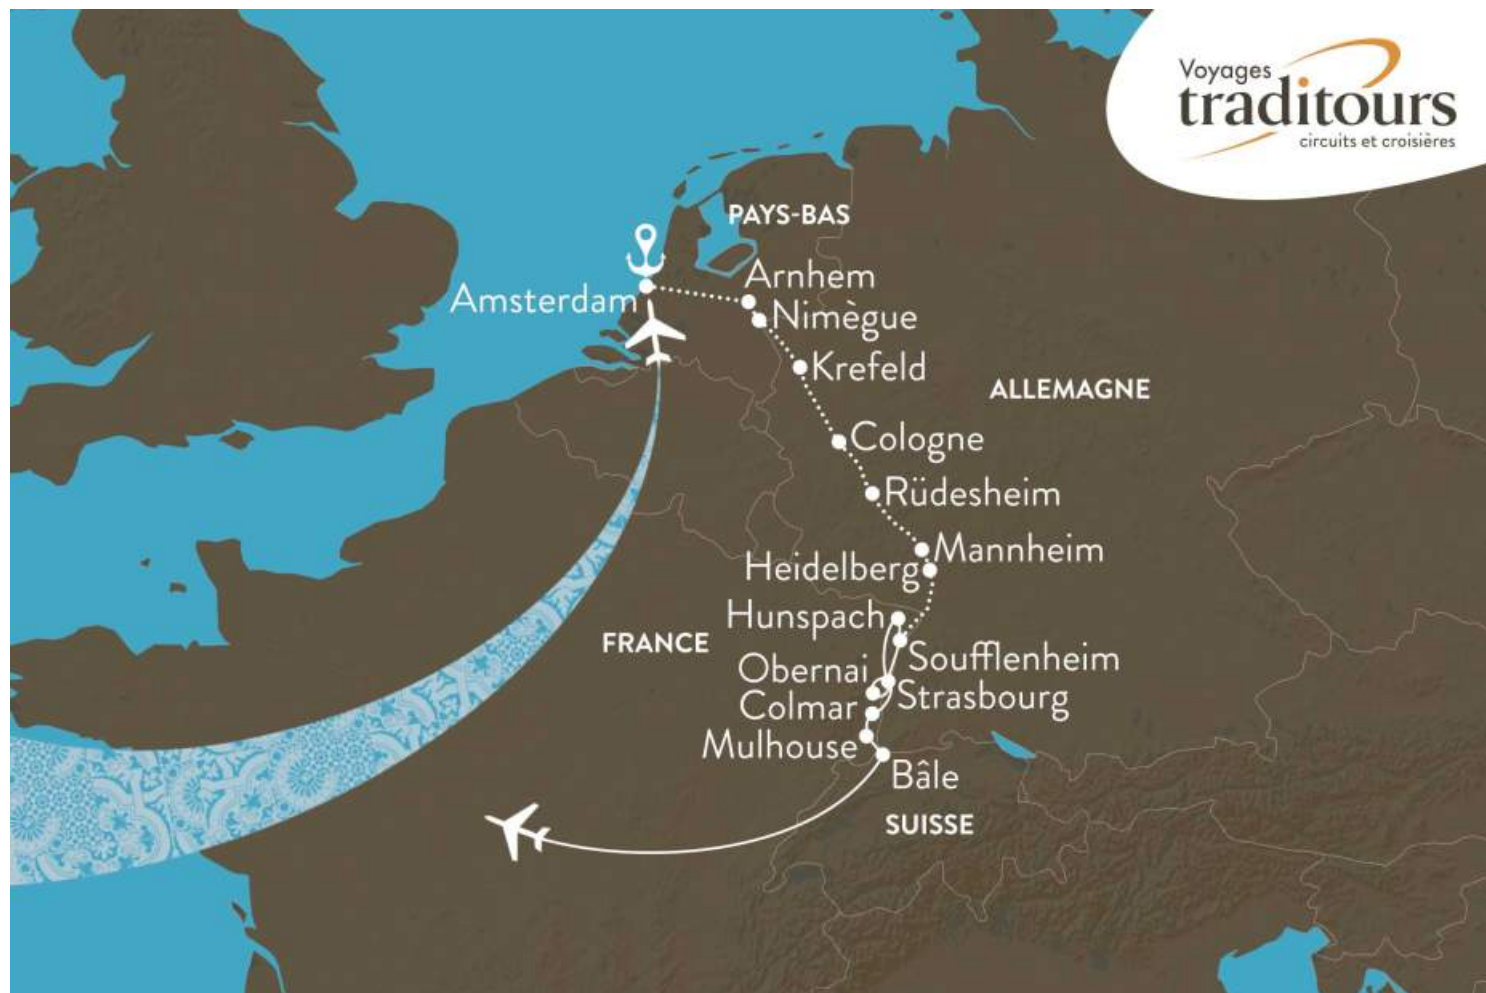 Voyages
traditours
circuits et croisières
PAYS-BAS
Arnhem
Amsterdam
Nimègue
Krefeld
ALLEMAGNE
Cologne
Rüdesheim
Mannheim
Heidelberg
Hunspach
FRANCE
Soufflenheim
Obernai
Strasbourg
Colmar
Mulhouse
Bâle
SUISSE